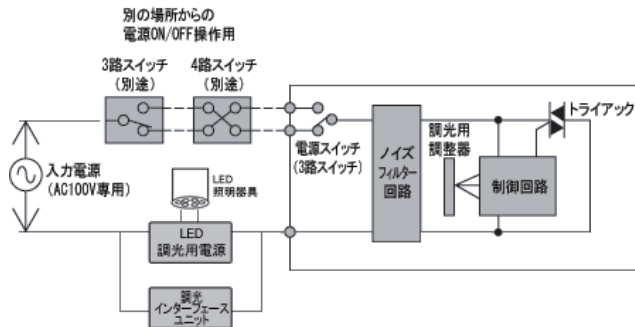 別の場所からの
電源ON/OFF操作用
3路スイッチ
(別途)
4路スイッチ
(別途)
トライアック
電源スイッチ
(3路スイッチ)
ノイズ
フィルター
回路
調光用
調整器
制御回路
入力電源
(AC100V専用)
LED
照明器具
LED
調光用電源
調光
インターフェース
ユニット